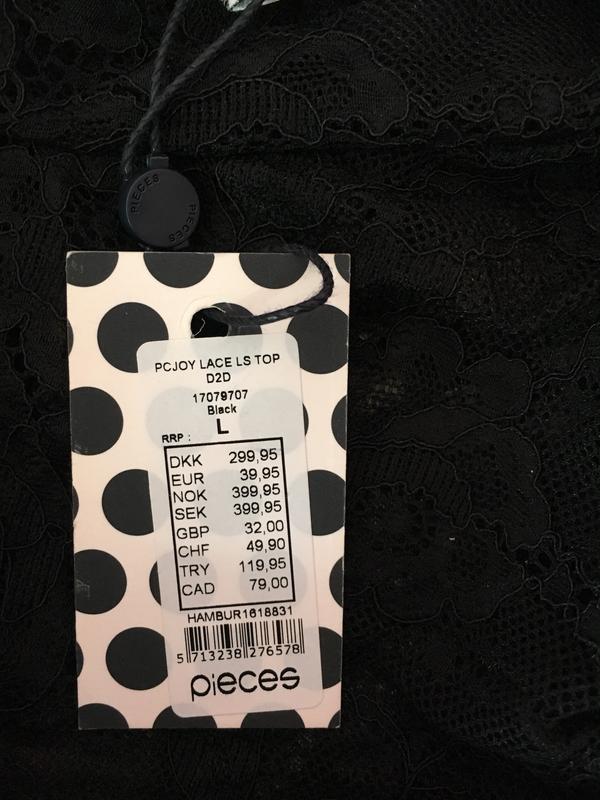 PIECES
PIECES
PCJOY LACE LS TOP
D2D
17079707
Black
L
RRP :
DKK 299,95
EUR 39,95
NOK 399,95
SEK 399,95
GBP 32,00
CHF 49,90
TRY 119,95
CAD 79,00
HAMBUR1618831
5 713238 276578
pieces